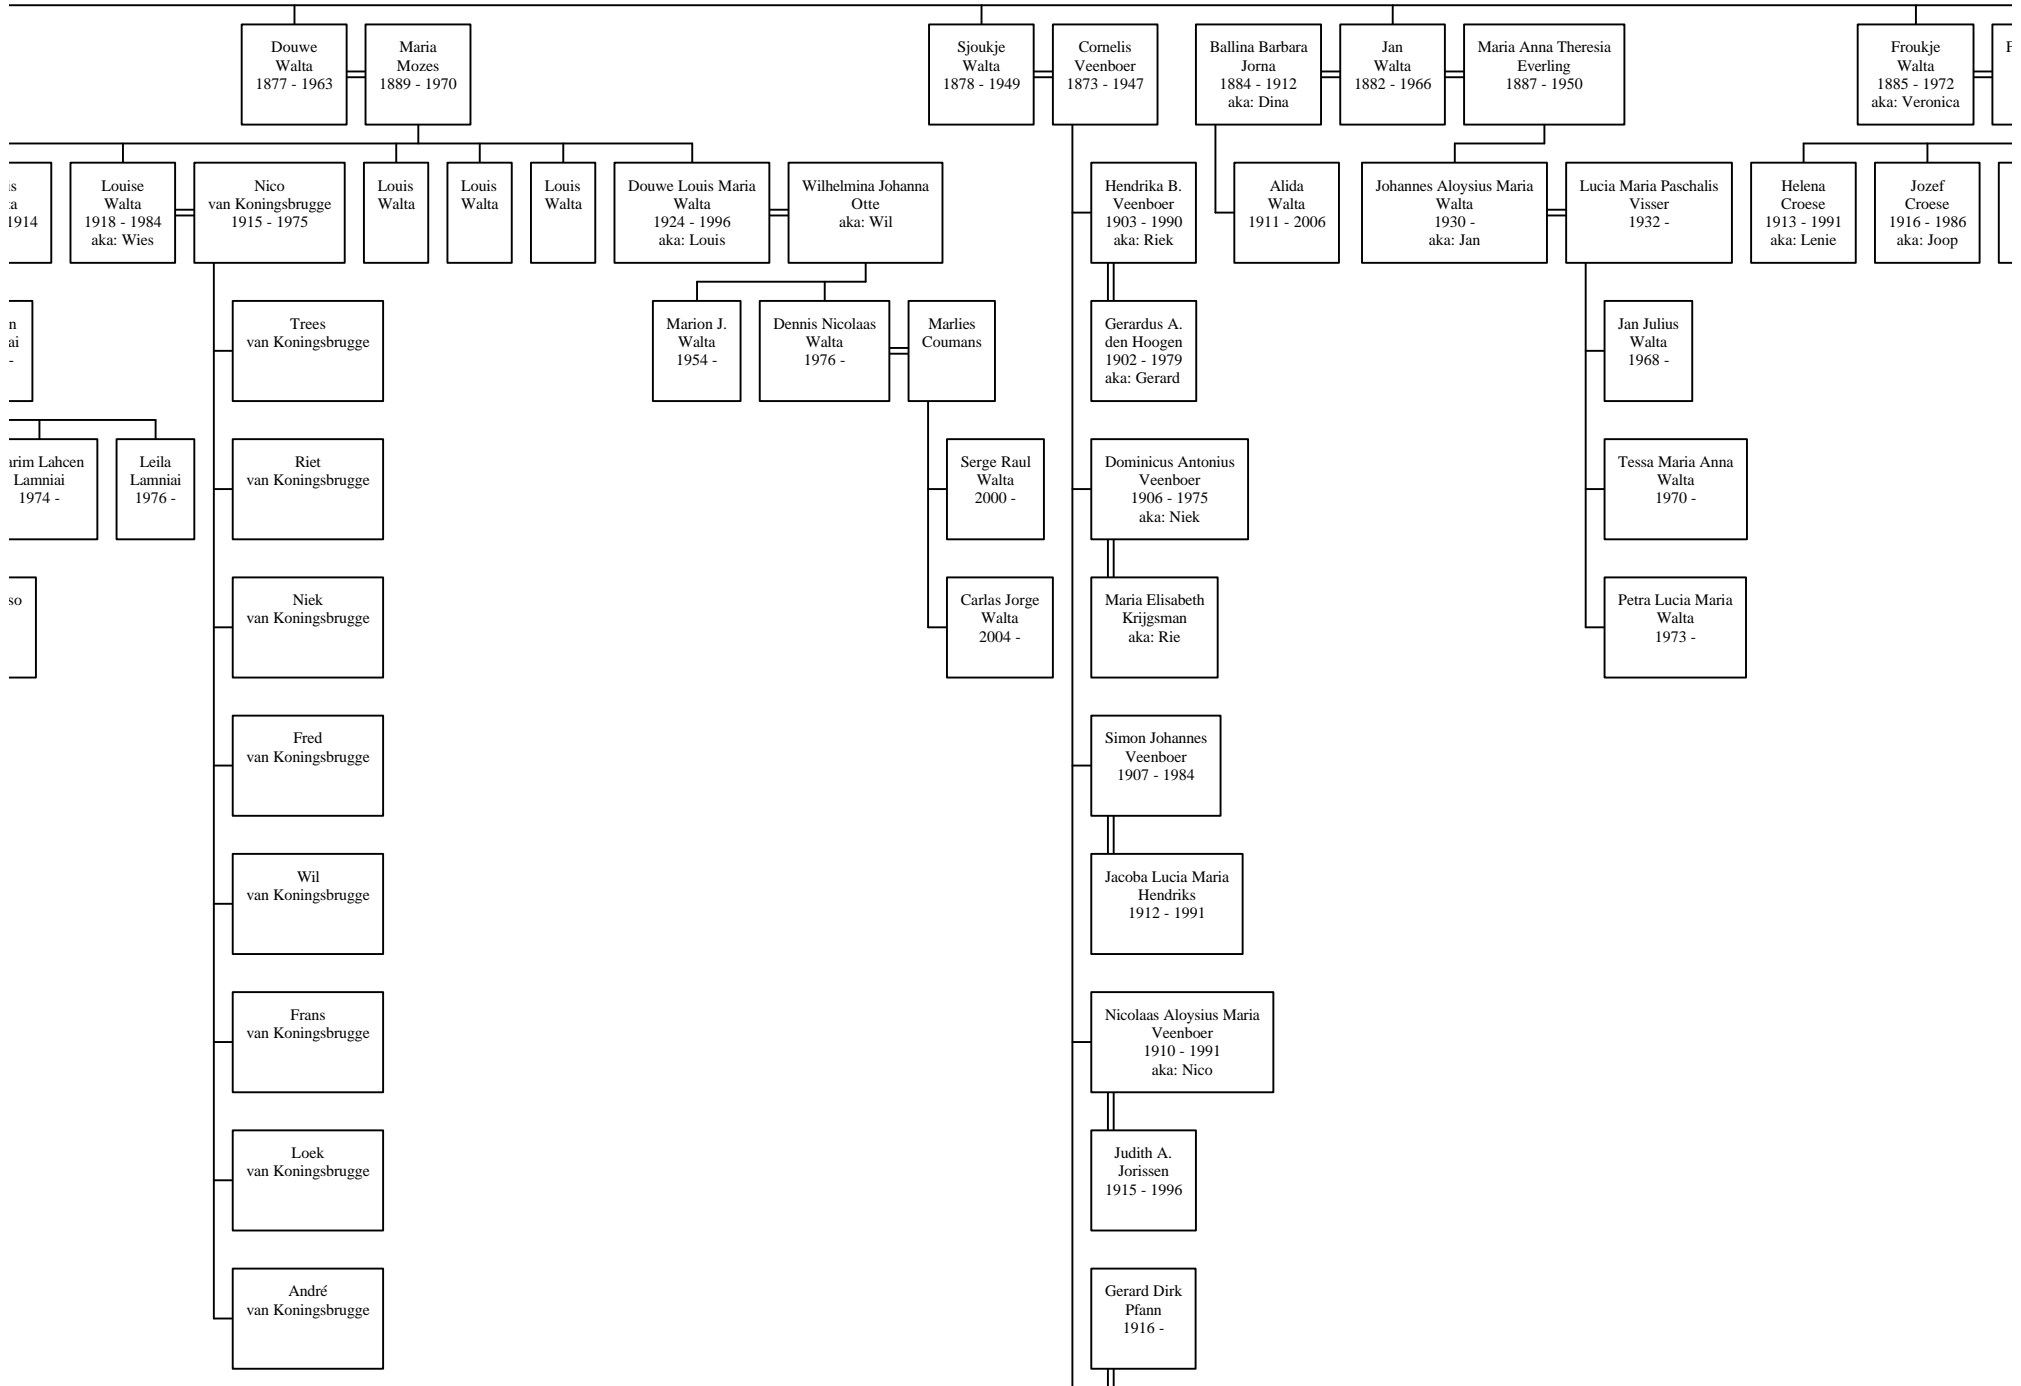 Douwe
Walta
1877 - 1963
Maria
Mozes
1889 - 1970
Sjoukje
Walta
1878 - 1949
Cornelis
Veenboer
1873 - 1947
Ballina Barbara
Jorna
1884 - 1912
aka: Dina
Jan
Walta
1882 - 1966
Maria Anna Theresia
Everling
1887 - 1950
Froukje
Walta
1885 - 1972
aka: Veronica
1914
Louise
Walta
1918 - 1984
aka: Wies
Nico
van Koningsbrugge
1915 - 1975
Louis
Walta
Louis
Walta
Louis
Walta
Douwe Louis Maria
Walta
1924 - 1996
aka: Louis
Wilhelmina Johanna
Otte
aka: Wil
Hendrika B.
Veenboer
1903 - 1990
aka: Riek
Alida
Walta
1911 - 2006
Johannes Aloysius Maria
Walta
1930 -
aka: Jan
Lucia Maria Paschalis
Visser
1932 -
Helena
Croese
1913 - 1991
aka: Lenie
Jozef
Croese
1916 - 1986
aka: Joop
Trees
van Koningsbrugge
Marion J.
Walta
1954 -
Dennis Nicolaas
Walta
1976 -
Marlies
Coumans
Gerardus A.
den Hoogen
1902 - 1979
aka: Gerard
Jan Julius
Walta
1968 -
arim Lahcen
Lamniai
1974 -
Leila
Lamniai
1976 -
Riet
van Koningsbrugge
Serge Raul
Walta
2000 -
Dominicus Antonius
Veenboer
1906 - 1975
aka: Niek
Tessa Maria Anna
Walta
1970 -
so
Niek
van Koningsbrugge
Carlas Jorge
Walta
2004 -
Maria Elisabeth
Krijgsman
aka: Rie
Petra Lucia Maria
Walta
1973 -
Fred
van Koningsbrugge
Simon Johannes
Veenboer
1907 - 1984
Wil
van Koningsbrugge
Jacoba Lucia Maria
Hendriks
1912 - 1991
Frans
van Koningsbrugge
Nicolaas Aloysius Maria
Veenboer
1910 - 1991
aka: Nico
Loek
van Koningsbrugge
Judith A.
Jorissen
1915 - 1996
André
van Koningsbrugge
Gerard Dirk
Pfann
1916 -